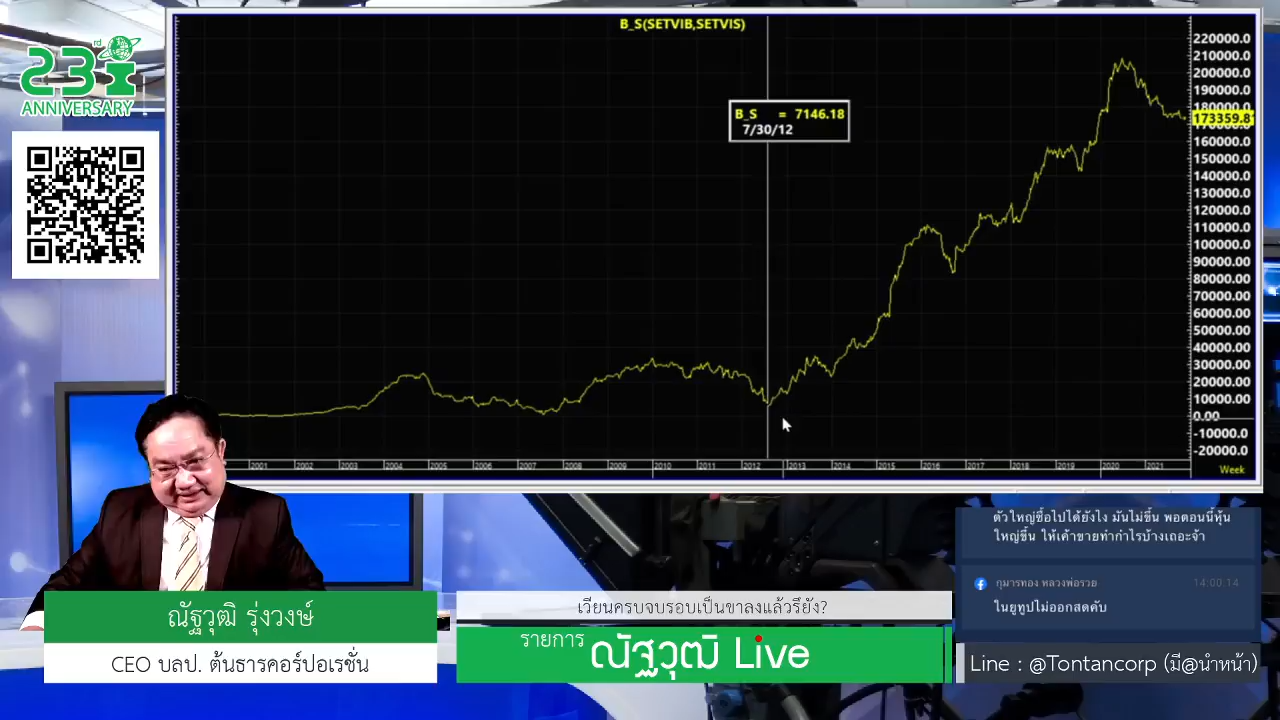 23rd
ANNIVERSARY
B_S(SETVIB,SETVIS)
B_S = 7146.18
7/30/12
220000.0
210000.0
200000.0
190000.0
180000.0
173359.81
170000.0
160000.0
150000.0
140000.0
130000.0
120000.0
110000.0
100000.0
90000.00
80000.00
70000.00
60000.00
50000.00
40000.00
30000.00
20000.00
10000.00
0.00
-10000.0
-20000.0
2001 2002 2003 2004 2005 2006 2007 2008 2009 2010 2011 2012 2013 2014 2015 2016 2017 2018 2019 2020 2021
Week
ตัวใหญ่ซื้อไปได้ยังไง มันไม่ขึ้น พอตอนนี้หุ้น
ใหญ่ขึ้น ให้เค้าขายทำกำไรบ้างเถอะจ้า
กุมารทอง หลวงพ่อรวย 14:00:14
ในยูทูปไม่ออกสดคับ
ณัฐวุฒิ รุ่งวงษ์
CEO บลป. ต้นธารคอร์ปอเรชั่น
เวียนครบจบรอบเป็นขาลงแล้วรึยัง?
รายการ ณัฐวุฒิ Live
Line : @Tontancorp (มี@นำหน้า)